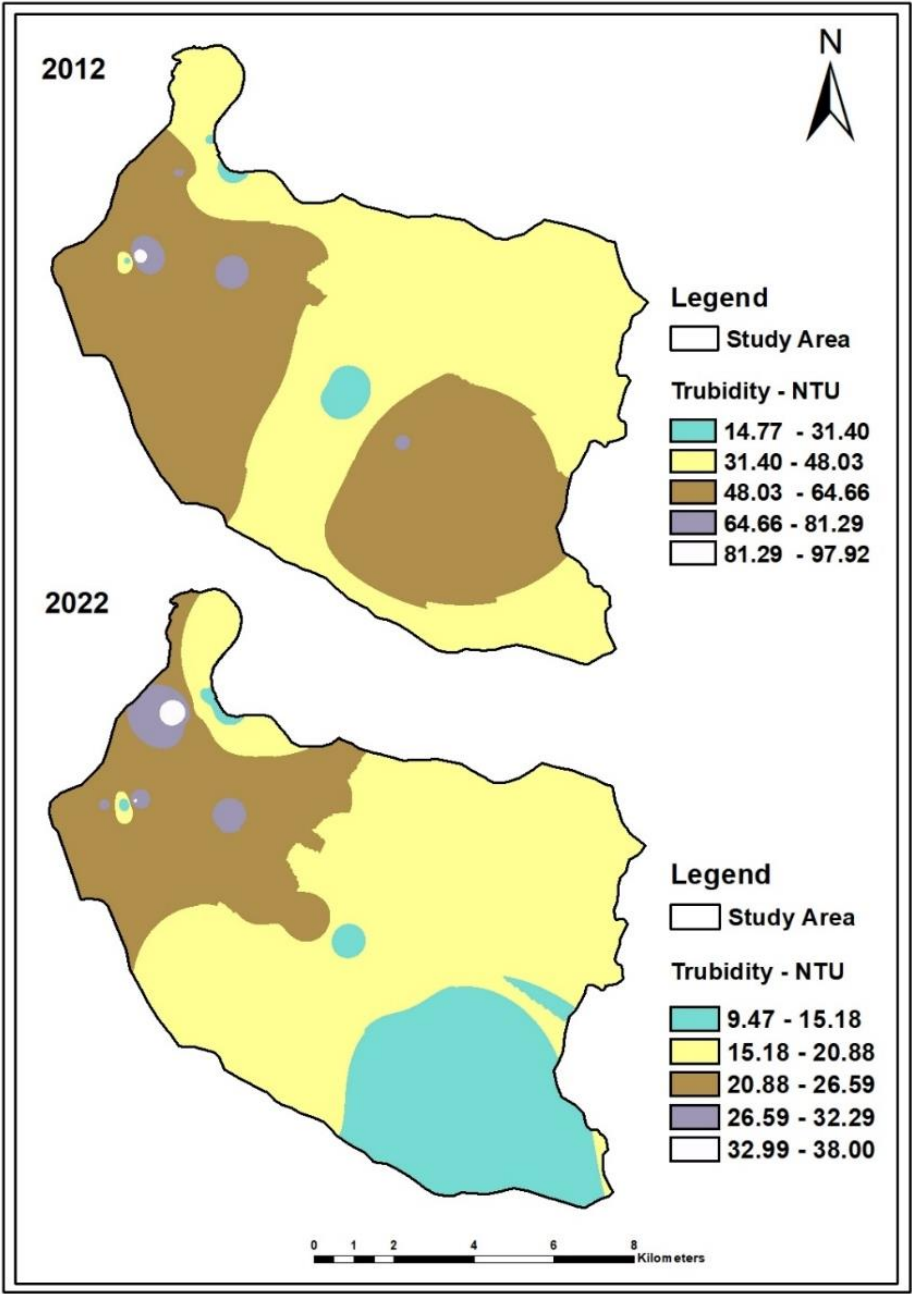 2012
N
Legend
Study Area
Trubidity - NTU
14.77 - 31.40
31.40 - 48.03
48.03 - 64.66
64.66 - 81.29
81.29 - 97.92
2022
Legend
Study Area
Trubidity - NTU
9.47 - 15.18
15.18 - 20.88
20.88 - 26.59
26.59 - 32.29
32.99 - 38.00
0 1 2 4 6 8
Kilometers